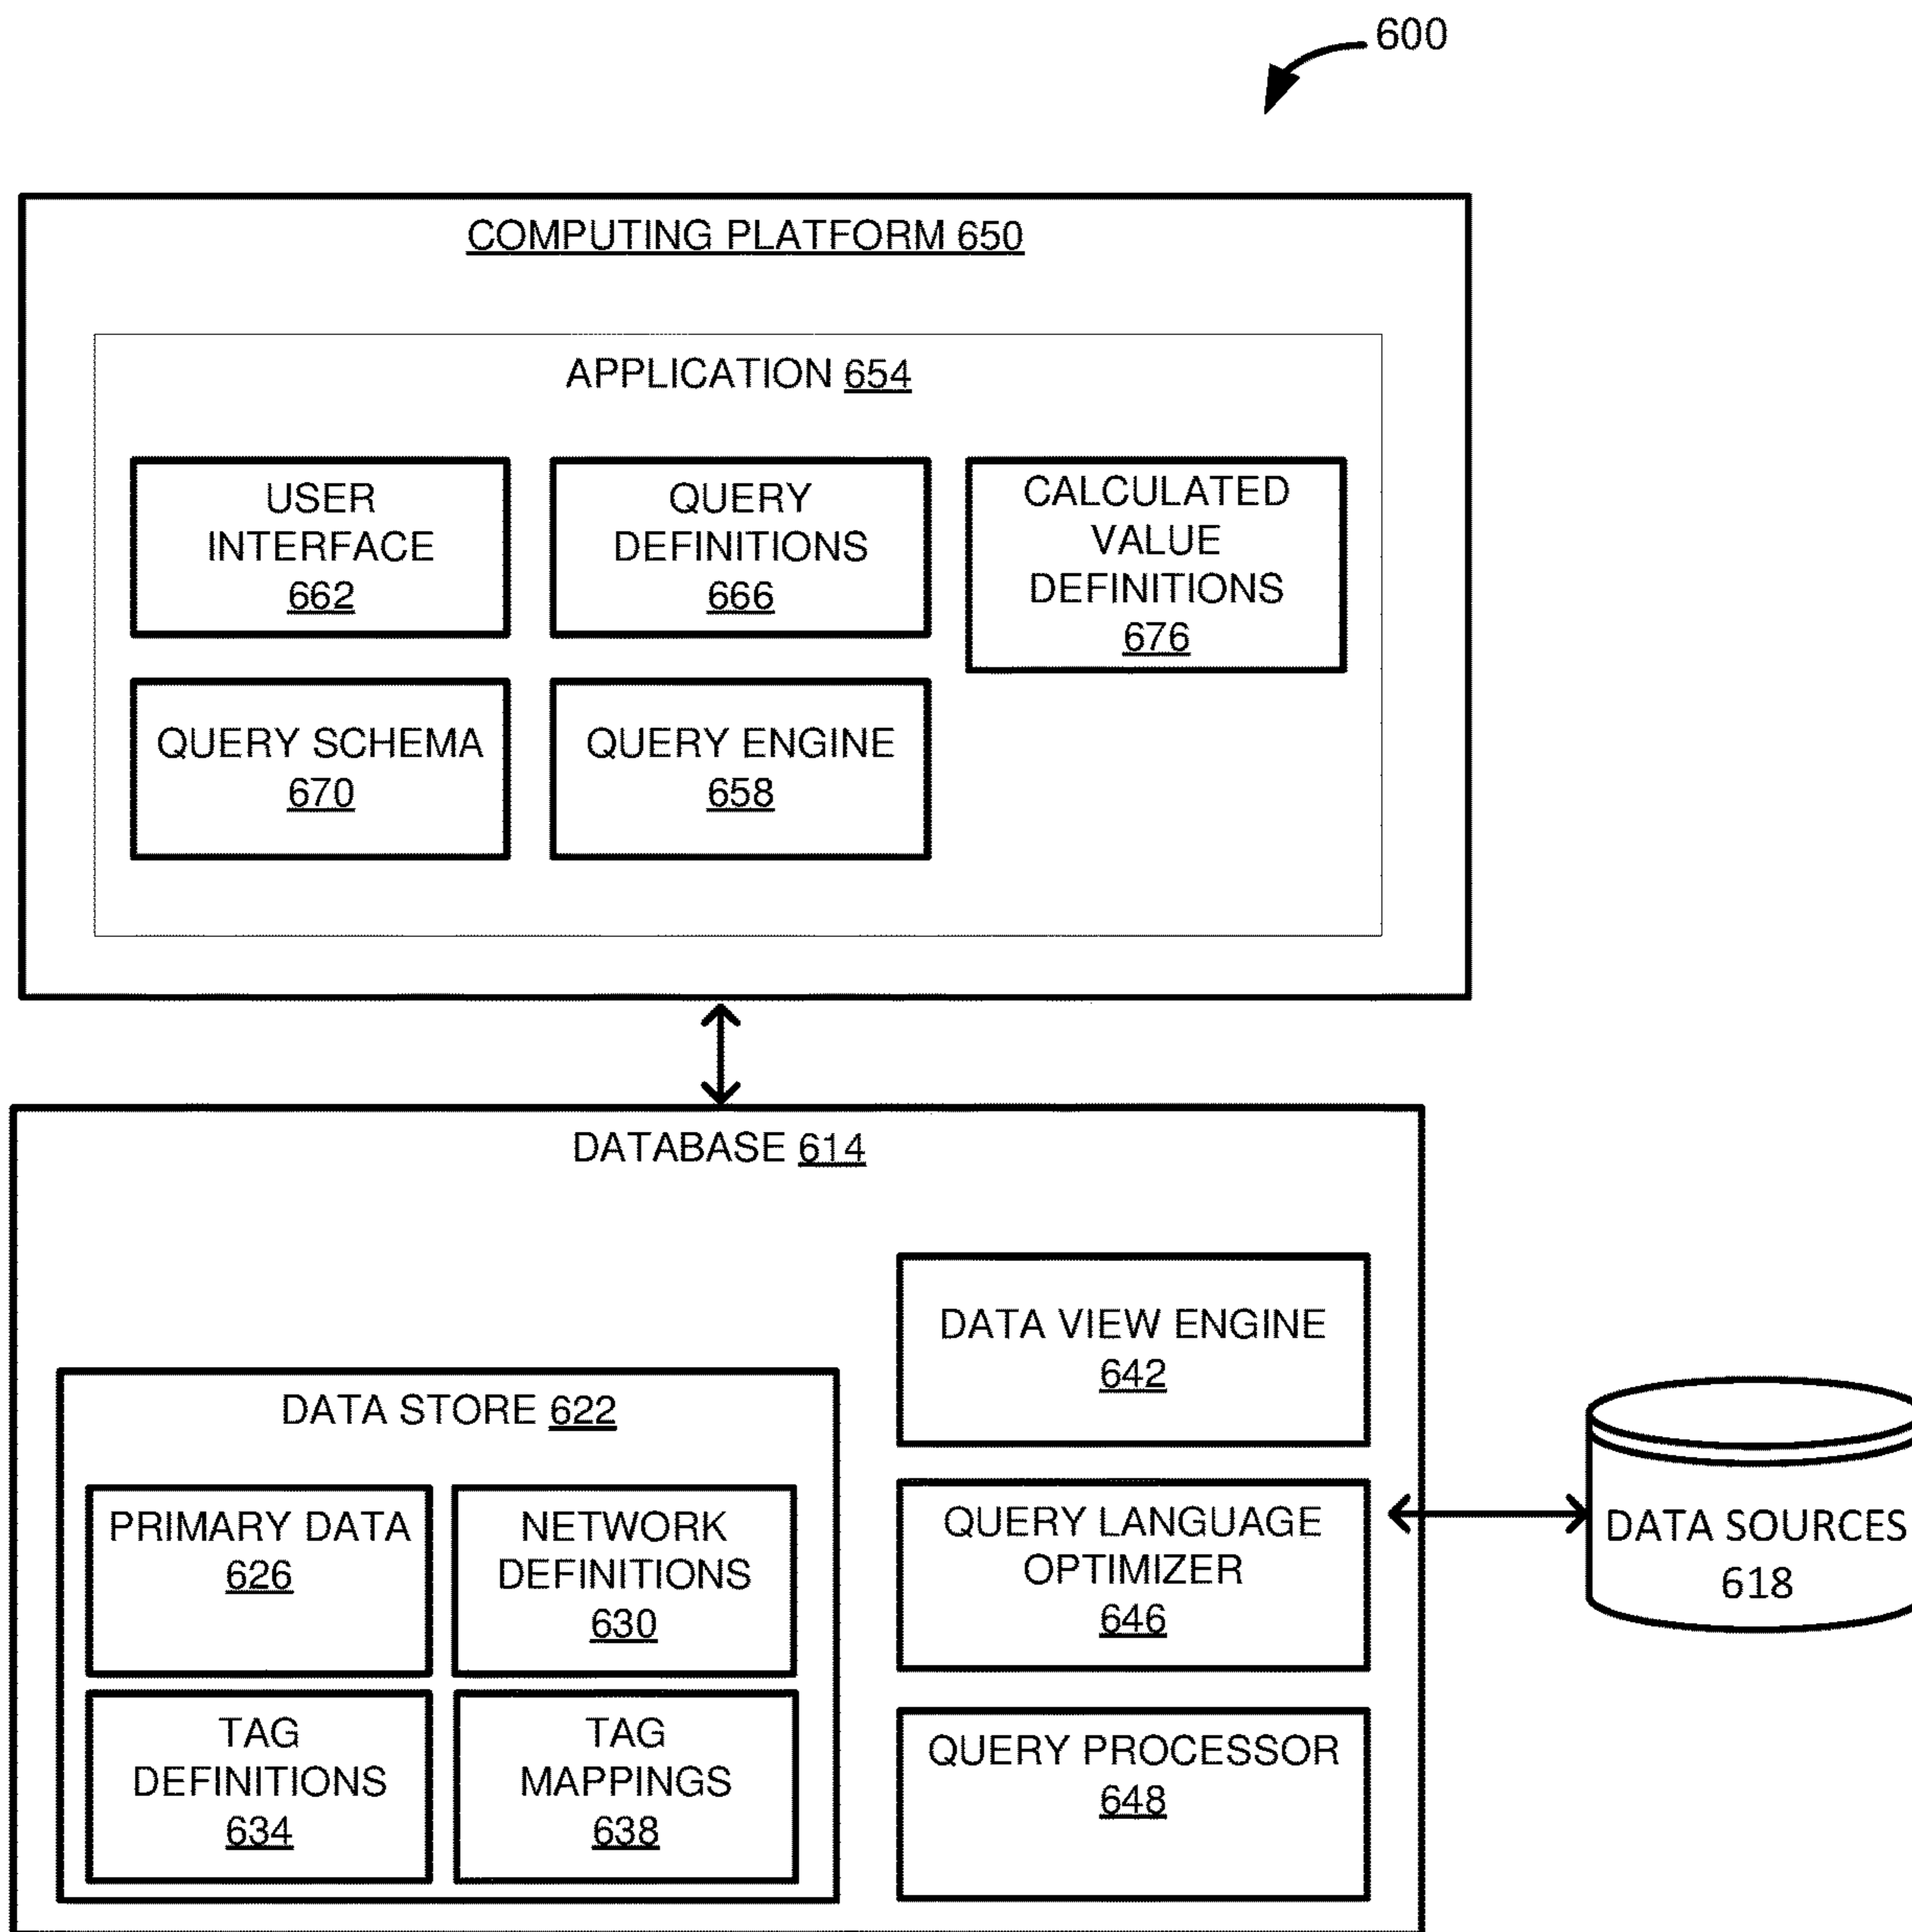 600
COMPUTING PLATFORM 650
APPLICATION 654
USER
INTERFACE
662
QUERY
DEFINITIONS
666
CALCULATED
VALUE
DEFINITIONS
676
QUERY SCHEMA
670
QUERY ENGINE
658
DATABASE 614
DATA VIEW ENGINE
642
DATA STORE 622
PRIMARY DATA
626
NETWORK
DEFINITIONS
630
TAG
DEFINITIONS
634
TAG
MAPPINGS
638
QUERY LANGUAGE
OPTIMIZER
646
QUERY PROCESSOR
648
DATA SOURCES
618